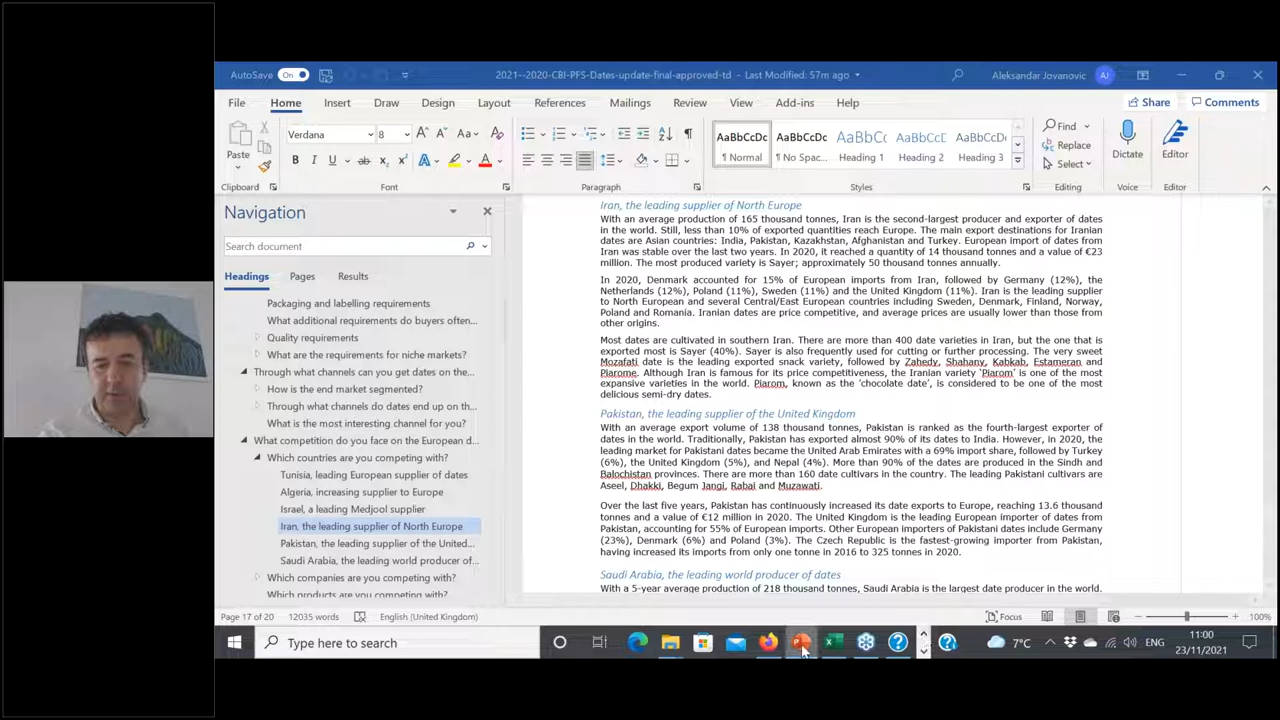 AutoSave On 2021--2020-CBI-PFS-Dates-update-final-approved-td - Last Modified: 57m ago Aleksandar Jovanovic AJ
File Home Insert Draw Design Layout References Mailings Review View Add-ins Help Share Comments
Verdana 8 Aa
AaBbCcDc AaBbCcDc AaBbCc AaBbCcD AaBbCcD
Find
Replace
Select
Paste
B I U ab x₂ x² A A
¶ Normal ¶ No Spac... Heading 1 Heading 2 Heading 3
Dictate Editor
Clipboard Font Paragraph Styles Editing Voice Editor
Navigation
Search document
Headings Pages Results
Packaging and labelling requirements
What additional requirements do buyers often...
Quality requirements
What are the requirements for niche markets?
Through what channels can you get dates on the...
How is the end market segmented?
Through what channels do dates end up on th...
What is the most interesting channel for you?
What competition do you face on the European d...
Which countries are you competing with?
Tunisia, leading European supplier of dates
Algeria, increasing supplier to Europe
Israel, a leading Medjool supplier
Iran, the leading supplier of North Europe
Pakistan, the leading supplier of the United...
Saudi Arabia, the leading world producer of...
Which companies are you competing with?
Which products are you competing with?
Iran, the leading supplier of North Europe
With an average production of 165 thousand tonnes, Iran is the second-largest producer and exporter of dates
in the world. Still, less than 10% of exported quantities reach Europe. The main export destinations for Iranian
dates are Asian countries: India, Pakistan, Kazakhstan, Afghanistan and Turkey. European import of dates from
Iran was stable over the last two years. In 2020, it reached a quantity of 14 thousand tonnes and a value of €23
million. The most produced variety is Sayer; approximately 50 thousand tonnes annually.
In 2020, Denmark accounted for 15% of European imports from Iran, followed by Germany (12%), the
Netherlands (12%), Poland (11%), Sweden (11%) and the United Kingdom (11%). Iran is the leading supplier
to North European and several Central/East European countries including Sweden, Denmark, Finland, Norway,
Poland and Romania. Iranian dates are price competitive, and average prices are usually lower than those from
other origins.
Most dates are cultivated in southern Iran. There are more than 400 date varieties in Iran, but the one that is
exported most is Sayer (40%). Sayer is also frequently used for cutting or further processing. The very sweet
Mozafati date is the leading exported snack variety, followed by Zahedy, Shahany, Kabkab, Estameran and
Piarome. Although Iran is famous for its price competitiveness, the Iranian variety 'Piarom' is one of the most
expensive varieties in the world. Piarom, known as the 'chocolate date', is considered to be one of the most
delicious semi-dry dates.
Pakistan, the leading supplier of the United Kingdom
With an average export volume of 138 thousand tonnes, Pakistan is ranked as the fourth-largest exporter of
dates in the world. Traditionally, Pakistan has exported almost 90% of its dates to India. However, in 2020, the
leading market for Pakistani dates became the United Arab Emirates with a 69% import share, followed by Turkey
(6%), the United Kingdom (5%), and Nepal (4%). More than 90% of the dates are produced in the Sindh and
Balochistan provinces. There are more than 160 date cultivars in the country. The leading Pakistani cultivars are
Aseel, Dhakki, Begum Jangi, Rabai and Muzawati.
Over the last five years, Pakistan has continuously increased its date exports to Europe, reaching 13.6 thousand
tonnes and a value of €12 million in 2020. The United Kingdom is the leading European importer of dates from
Pakistan, accounting for 55% of European imports. Other European importers of Pakistani dates include Germany
(23%), Denmark (6%) and Poland (3%). The Czech Republic is the fastest-growing importer from Pakistan,
having increased its imports from only one tonne in 2016 to 325 tonnes in 2020.
Saudi Arabia, the leading world producer of dates
With a 5-year average production of 218 thousand tonnes, Saudi Arabia is the largest date producer in the world.
Page 17 of 20 12035 words English (United Kingdom) Focus 100%
Type here to search 7°C ENG 11:00
23/11/2021